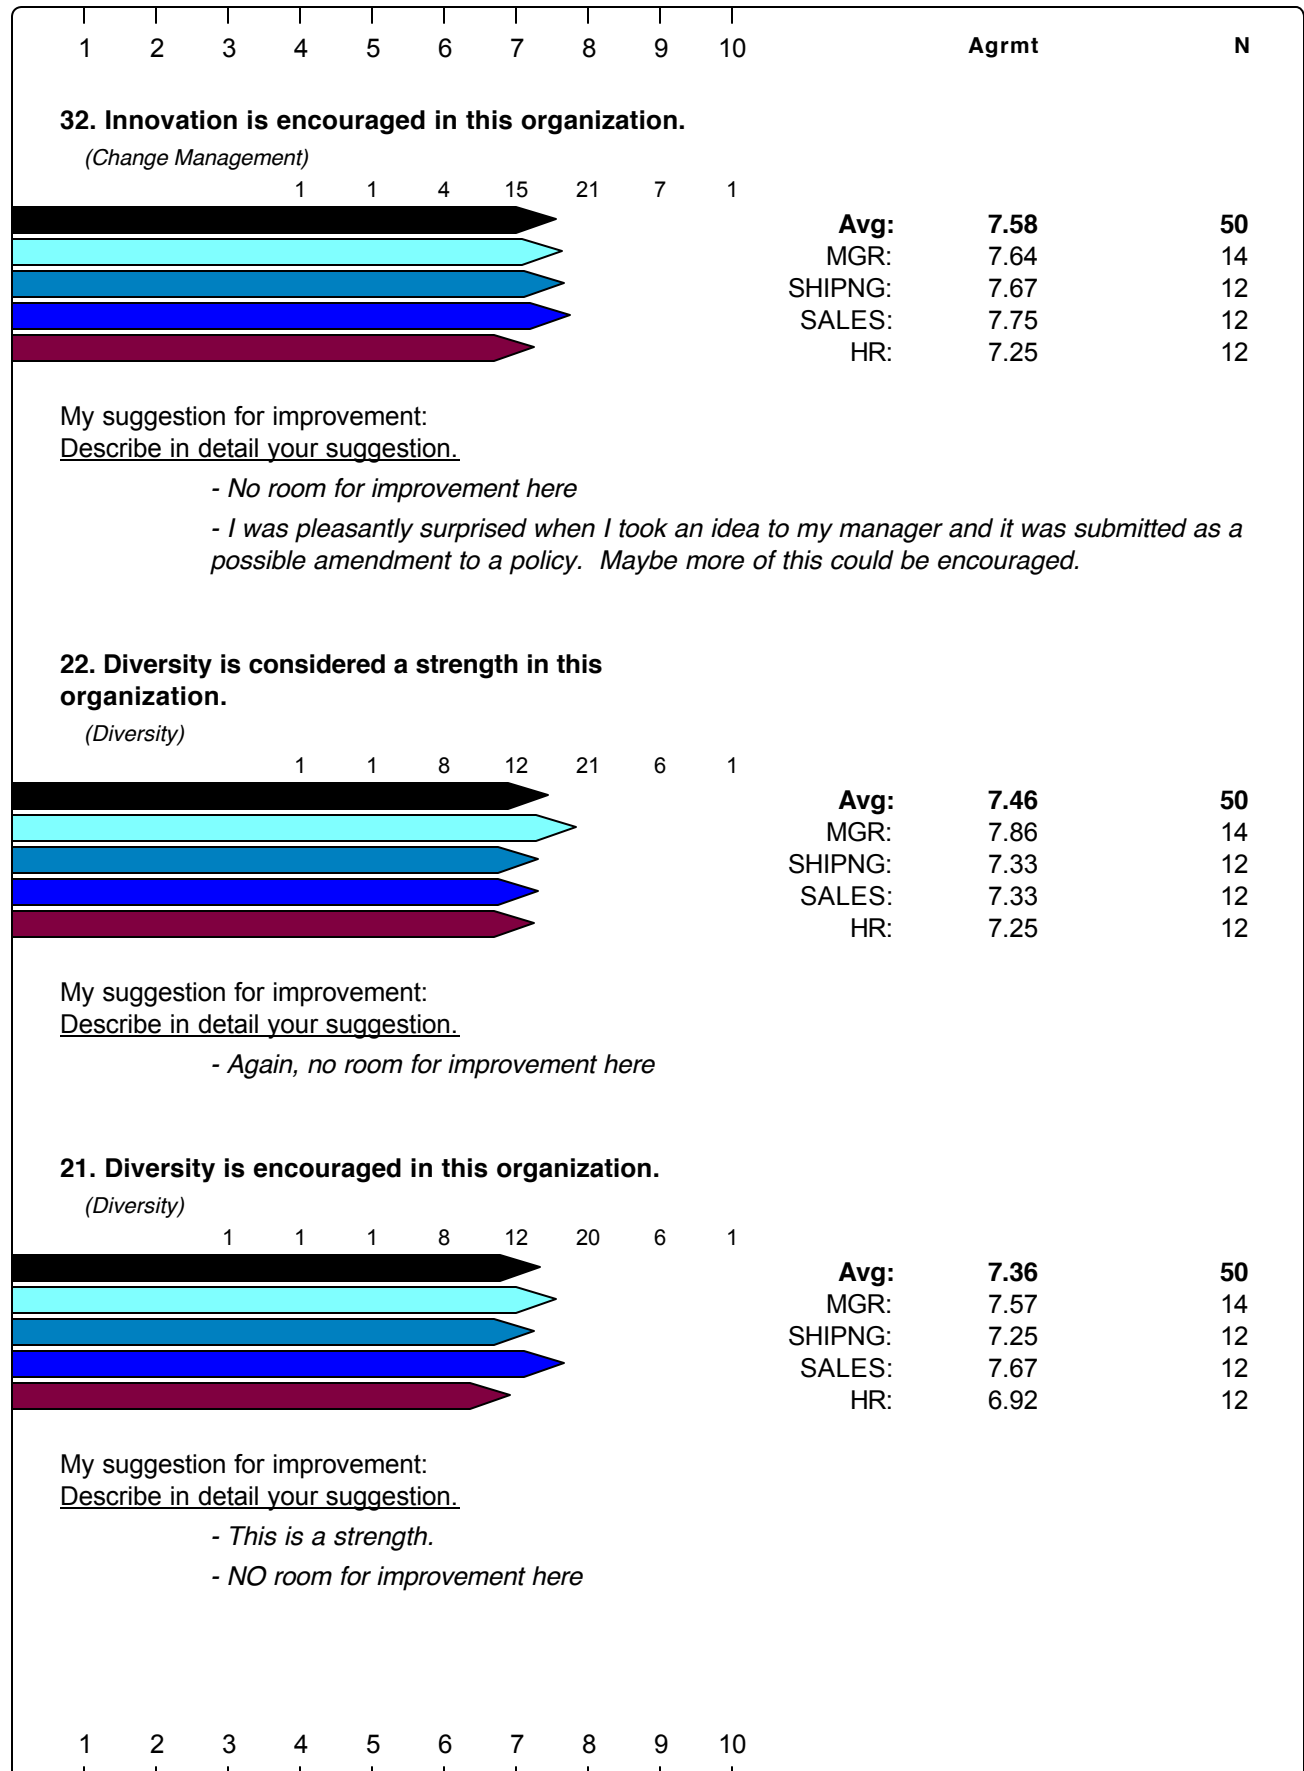 1 2 3 4 5 6 7 8 9 10 Agrmt N
32. Innovation is encouraged in this organization.
(Change Management)
1 1 4 15 21 7 1
Avg: 7.58 50
MGR: 7.64 14
SHIPNG: 7.67 12
SALES: 7.75 12
HR: 7.25 12
My suggestion for improvement:
Describe in detail your suggestion.
- No room for improvement here
- I was pleasantly surprised when I took an idea to my manager and it was submitted as a
possible amendment to a policy.  Maybe more of this could be encouraged.
22. Diversity is considered a strength in this
organization.
(Diversity)
1 1 8 12 21 6 1
Avg: 7.46 50
MGR: 7.86 14
SHIPNG: 7.33 12
SALES: 7.33 12
HR: 7.25 12
My suggestion for improvement:
Describe in detail your suggestion.
- Again, no room for improvement here
21. Diversity is encouraged in this organization.
(Diversity)
1 1 1 8 12 20 6 1
Avg: 7.36 50
MGR: 7.57 14
SHIPNG: 7.25 12
SALES: 7.67 12
HR: 6.92 12
My suggestion for improvement:
Describe in detail your suggestion.
- This is a strength.
- NO room for improvement here
1 2 3 4 5 6 7 8 9 10